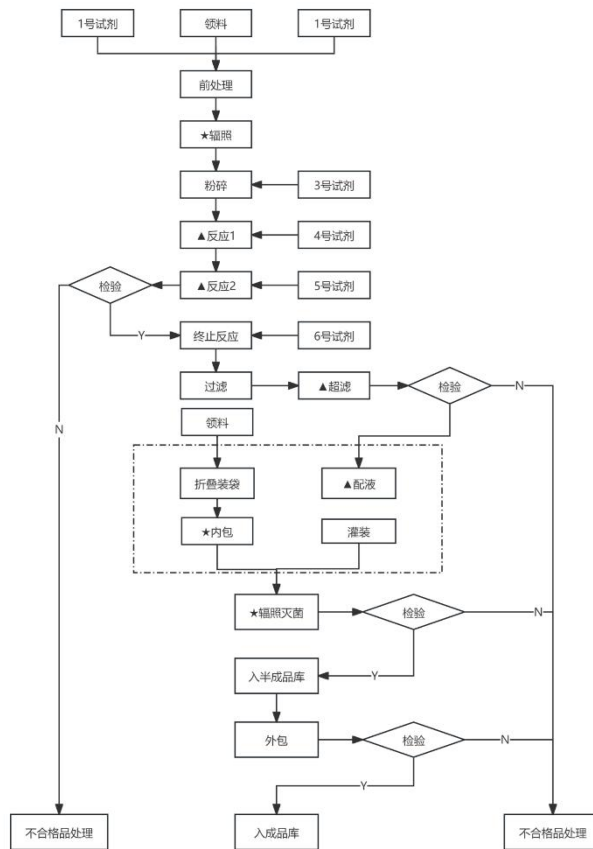 1号试剂
领料
1号试剂
前处理
★辐照
粉碎
3号试剂
▲反应1
4号试剂
检验
▲反应2
5号试剂
Y
终止反应
6号试剂
过滤
▲超滤
检验
N
领料
N
折叠装袋
▲配液
★内包
灌装
★辐照灭菌
检验
N
入半成品库
Y
外包
检验
N
Y
不合格品处理
入成品库
不合格品处理